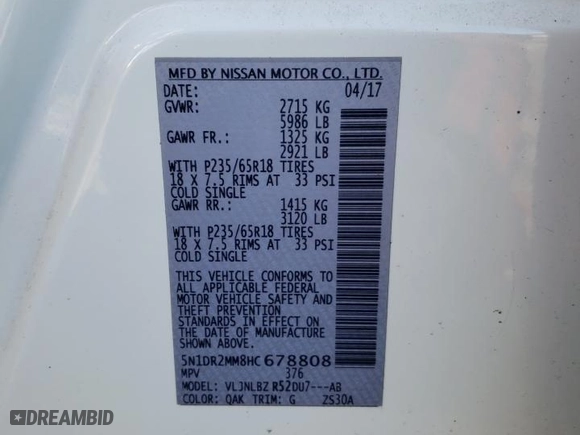 MFD BY NISSAN MOTOR CO., LTD.
DATE: 04/17
GVWR: 2715 KG
5986 LB
GAWR FR.: 1325 KG
2921 LB
WITH P235/65R18 TIRES
18 X 7.5 RIMS AT 33 PSI
COLD SINGLE
GAWR RR.: 1415 KG
3120 LB
WITH P235/65R18 TIRES
18 X 7.5 RIMS AT 33 PSI
COLD SINGLE
THIS VEHICLE CONFORMS TO
ALL APPLICABLE FEDERAL
MOTOR VEHICLE SAFETY AND
THEFT PREVENTION
STANDARDS IN EFFECT ON
THE DATE OF MANUFACTURE
SHOWN ABOVE.
5N1DR2MM8HC678808
MPV 376
MODEL: VLJNLBZ R52DU7---AB
COLOR: QAK TRIM: G ZS30A
DREAMBID